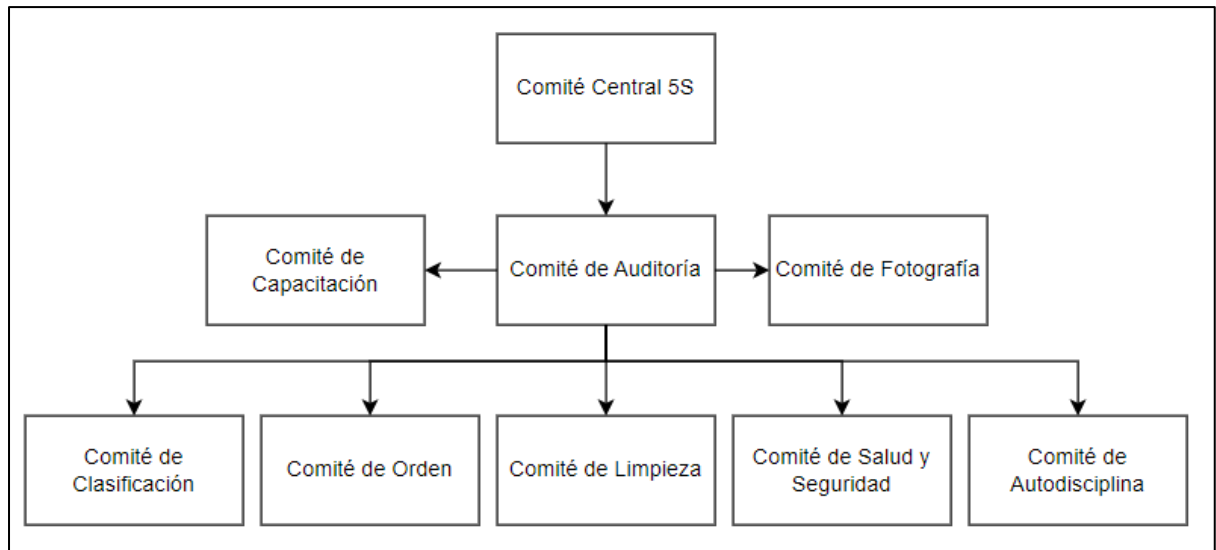 Comité Central 5S
Comité de
Capacitación
Comité de Auditoría
Comité de Fotografía
Comité de
Clasificación
Comité de Orden
Comité de Limpieza
Comité de Salud y
Seguridad
Comité de
Autodisciplina